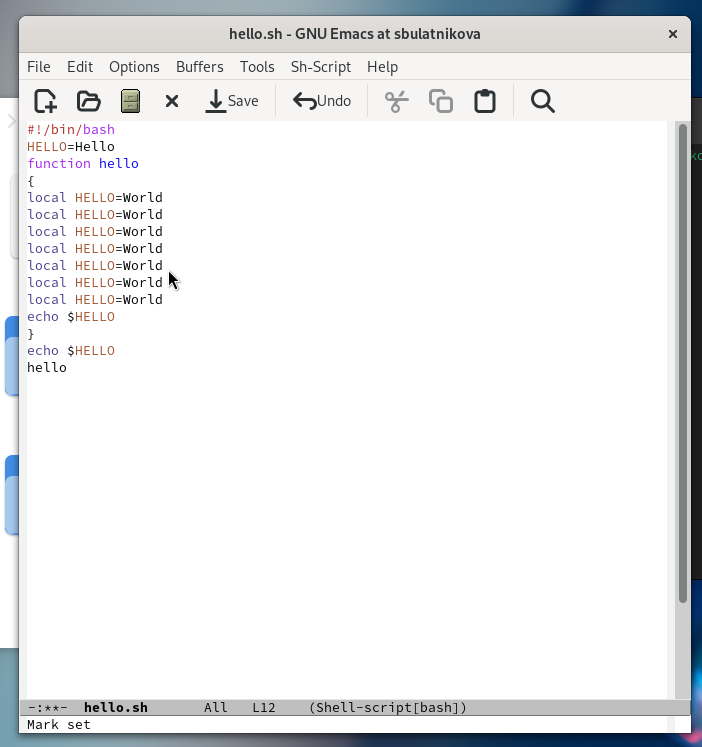 hello.sh - GNU Emacs at sbulatnikova
File Edit Options Buffers Tools Sh-Script Help
Save Undo
#!/bin/bash
HELLO=Hello
function hello
{
local HELLO=World
local HELLO=World
local HELLO=World
local HELLO=World
local HELLO=World
local HELLO=World
local HELLO=World
echo $HELLO
}
echo $HELLO
hello
-:**- hello.sh All L12 (Shell-script[bash])
Mark set